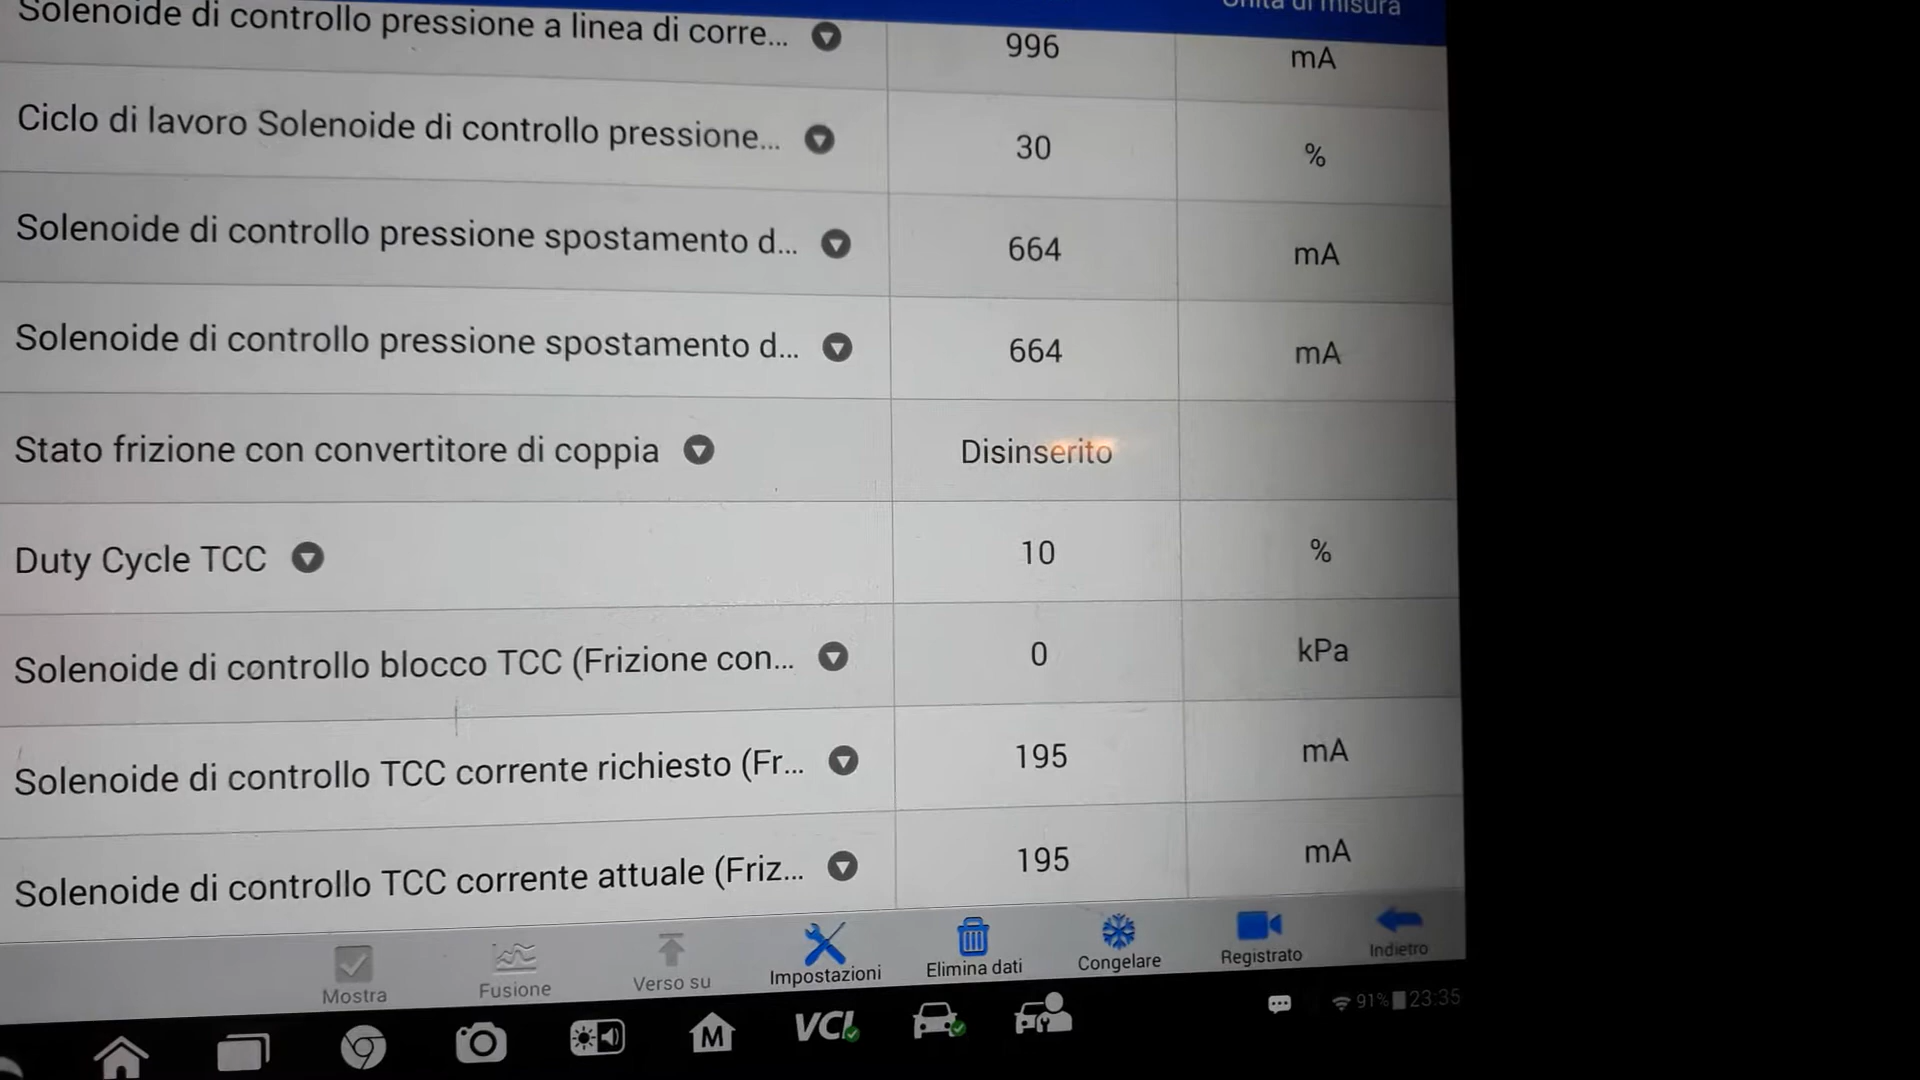 Unità di misura
Solenoide di controllo pressione a linea di corre... 996 mA
Ciclo di lavoro Solenoide di controllo pressione... 30 %
Solenoide di controllo pressione spostamento d... 664 mA
Solenoide di controllo pressione spostamento d... 664 mA
Stato frizione con convertitore di coppia Disinserito
Duty Cycle TCC 10 %
Solenoide di controllo blocco TCC (Frizione con... 0 kPa
Solenoide di controllo TCC corrente richiesto (Fr... 195 mA
Solenoide di controllo TCC corrente attuale (Friz... 195 mA
Mostra Fusione Verso su Impostazioni Elimina dati Congelare Registrato Indietro
M VCI 91% 23:35